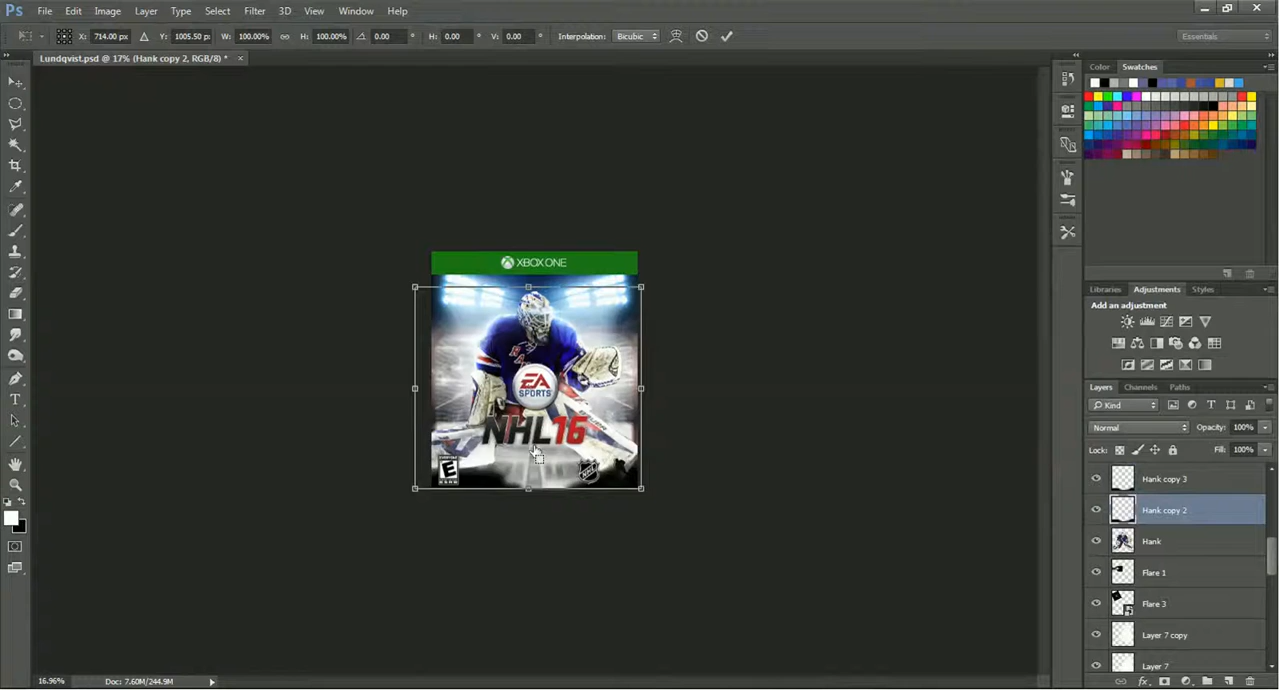 Ps File Edit Image Layer Type Select Filter 3D View Window Help
X: 714.00 px Y: 1005.50 p: W: 100.00% H: 100.00% 0.00 ° H: 0.00 ° V: 0.00 ° Interpolation: Bicubic Essentials
Lundqvist.psd @ 17% (Hank copy 2, RGB/8) * ×
Color Swatches
XBOX ONE
RA
EA
SPORTS
NHL16
E
NHL
Libraries Adjustments Styles
Add an adjustment
Layers Channels Paths
Kind
Normal Opacity: 100%
Lock: Fill: 100%
Hank copy 3
Hank copy 2
Hank
Flare 1
Flare 3
Layer 7 copy
Layer 7
16.96% Doc: 7.60M/244.9M